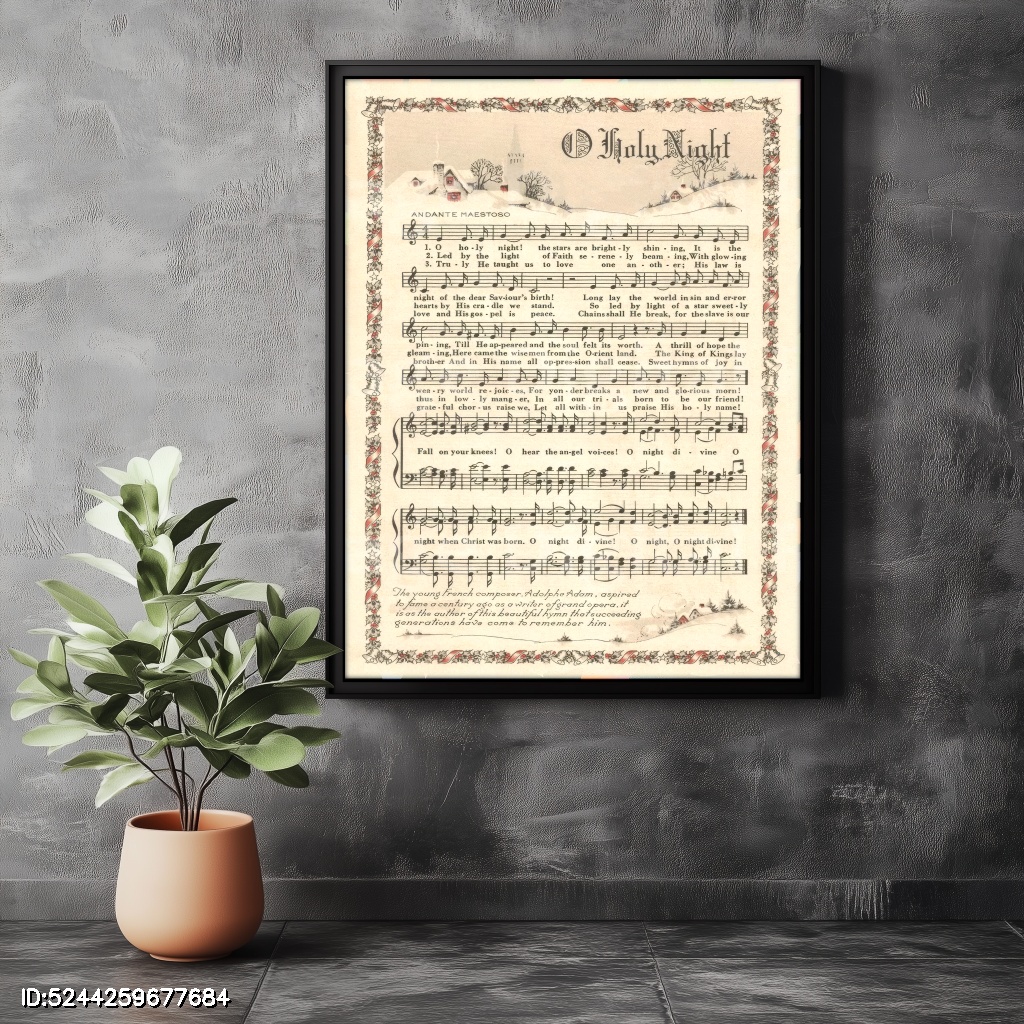 O Holy Night
ANDANTE MAESTOSO
1. O ho - ly night! the stars are bright - ly shin - ing, It is the
2. Led by the light of Faith se - rene - ly beam - ing, With glow - ing
3. Tru - ly He taught us to love one an - oth - er; His law is
night of the dear Sav - iour's birth! Long lay the world in sin and er - ror
hearts by His cra - dle we stand. So led by light of a star sweet - ly
love and His gos - pel is peace. Chains shall He break, for the slave is our
pin - ing, Till He ap - peared and the soul felt its worth. A thrill of hope the
gleam - ing, Here came the wise men from the O - rient land. The King of Kings lay
broth - er And in His name all op - pres - sion shall cease. Sweet hymns of joy in
wea - ry world re - joic - es, For yon - der breaks a new and glo - rious morn!
thus in low - ly mang - er, In all our tri - als born to be our friend!
grate - ful chor - us raise we, Let all with - in us praise His ho - ly name!
Fall on your knees! O hear the an - gel voi - ces! O night di - vine O
night when Christ was born. O night di - vine! O night, O night di - vine!
The young French composer, Adolphe Adam, aspired
to fame a century ago as a writer of grand opera, it
is as the author of this beautiful hymn that succeeding
generations have come to remember him.
ID:5244259677684